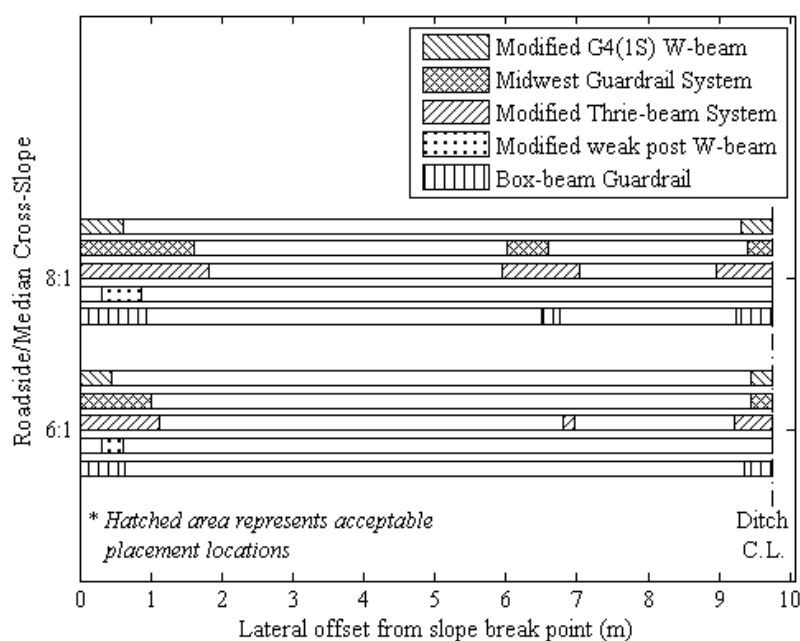 Modified G4(1S) W-beam
Midwest Guardrail System
Modified Thrie-beam System
Modified weak post W-beam
Box-beam Guardrail
Roadside/Median Cross-Slope
8:1
6:1
* Hatched area represents acceptable
placement locations
Ditch
C.L.
0 1 2 3 4 5 6 7 8 9 10
Lateral offset from slope break point (m)